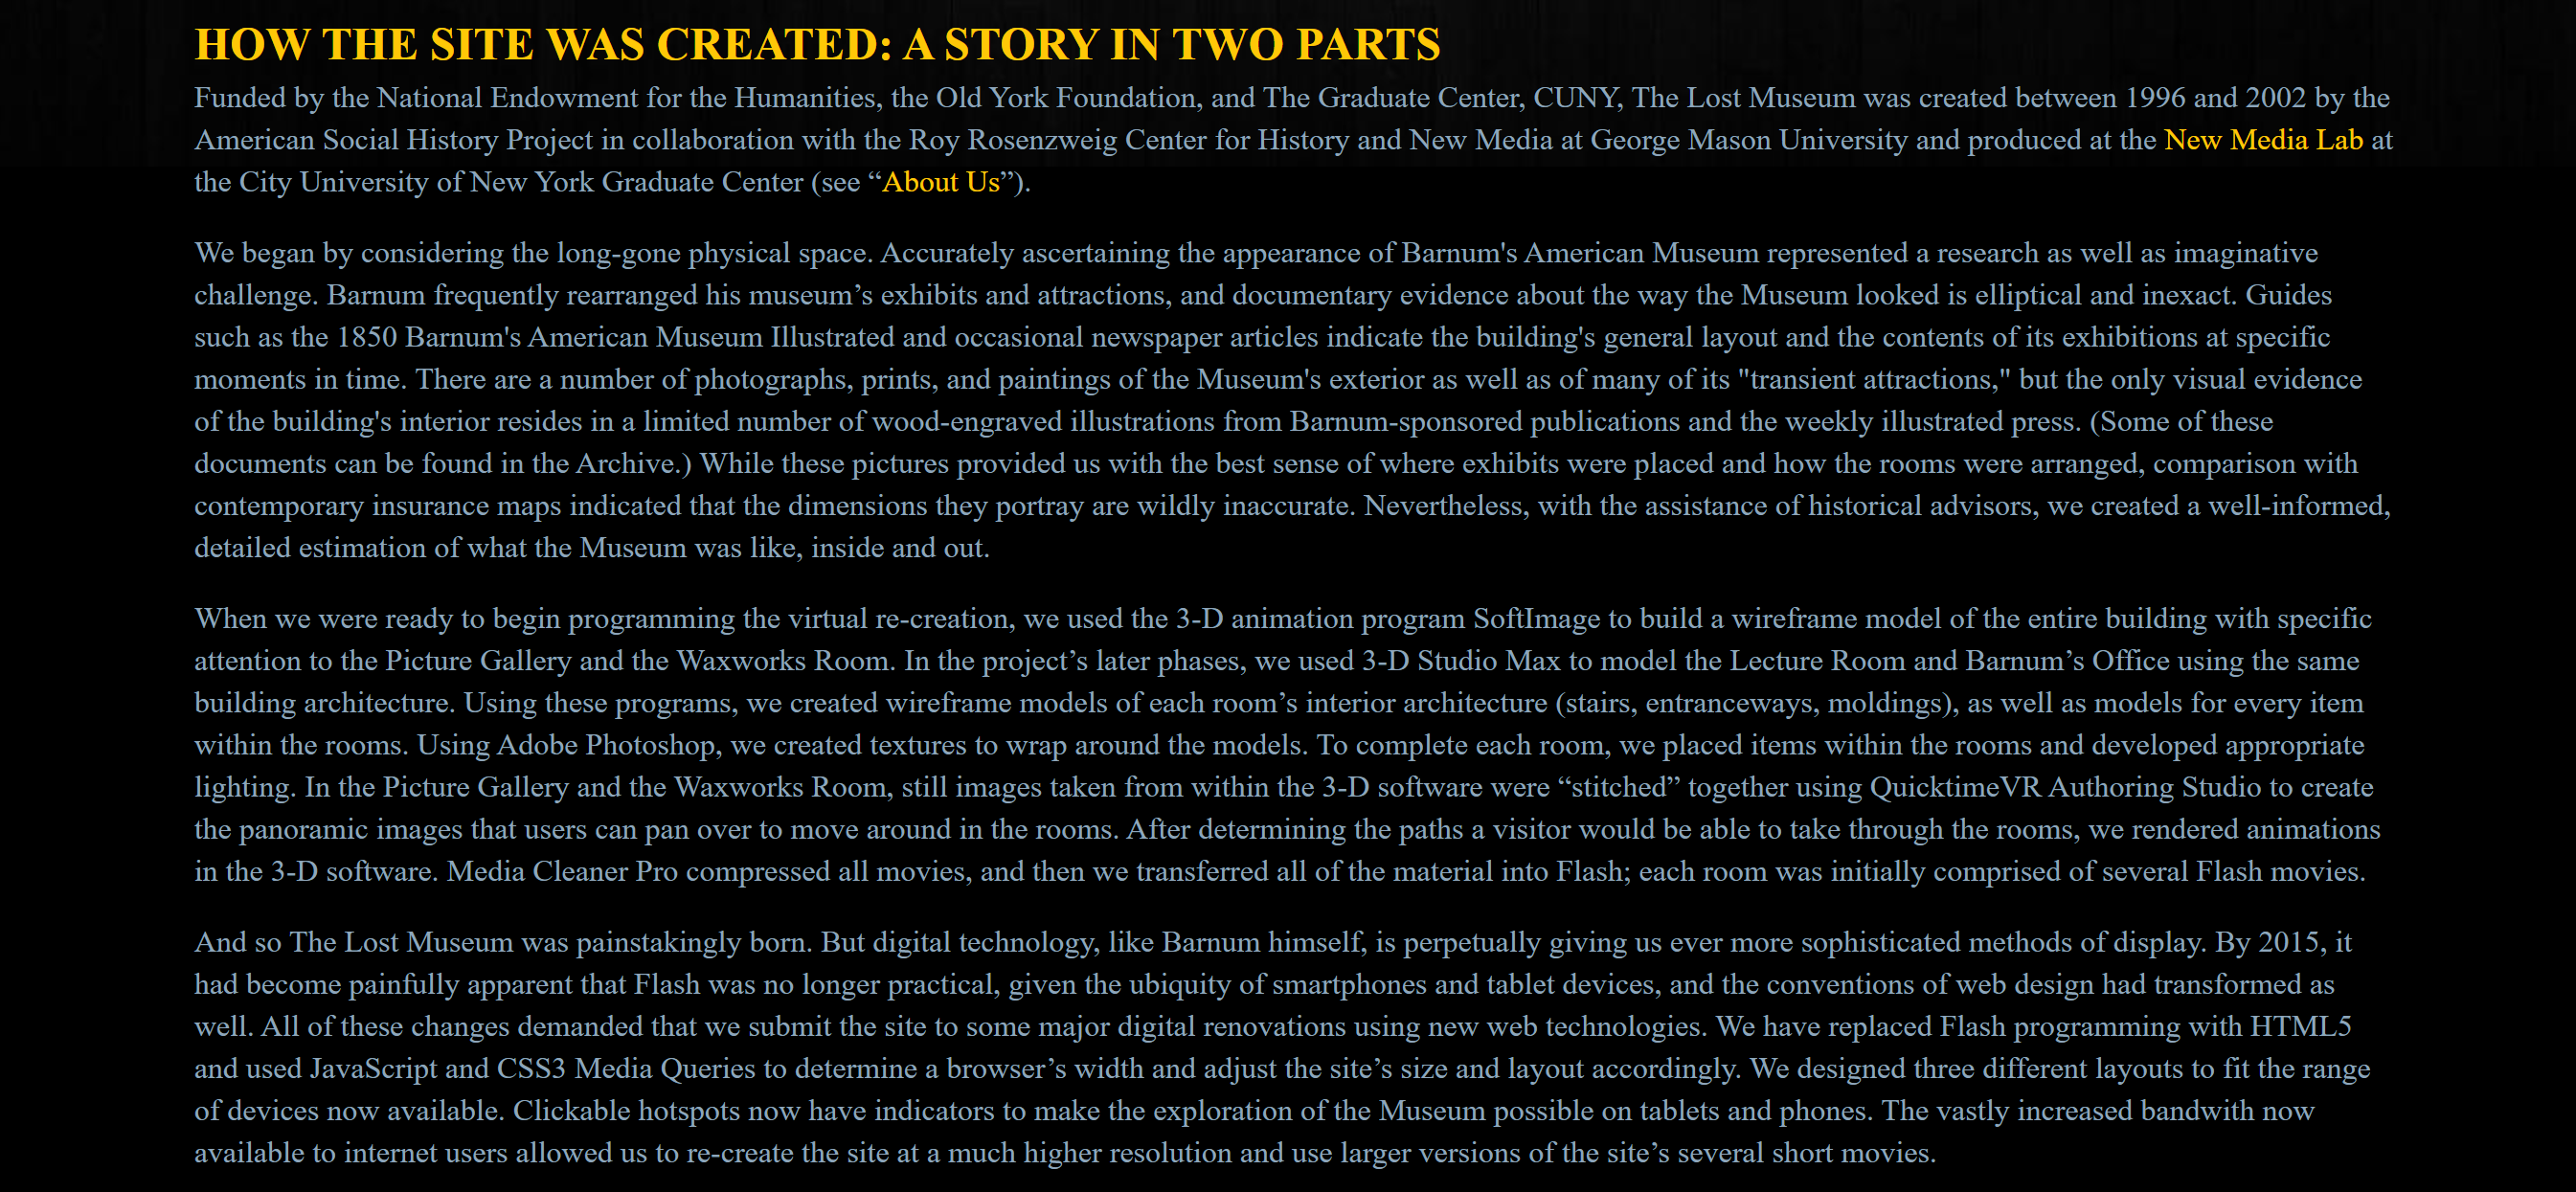 HOW THE SITE WAS CREATED: A STORY IN TWO PARTS
Funded by the National Endowment for the Humanities, the Old York Foundation, and The Graduate Center, CUNY, The Lost Museum was created between 1996 and 2002 by the
American Social History Project in collaboration with the Roy Rosenzweig Center for History and New Media at George Mason University and produced at the New Media Lab at
the City University of New York Graduate Center (see “About Us”).
We began by considering the long-gone physical space. Accurately ascertaining the appearance of Barnum's American Museum represented a research as well as imaginative
challenge. Barnum frequently rearranged his museum’s exhibits and attractions, and documentary evidence about the way the Museum looked is elliptical and inexact. Guides
such as the 1850 Barnum's American Museum Illustrated and occasional newspaper articles indicate the building's general layout and the contents of its exhibitions at specific
moments in time. There are a number of photographs, prints, and paintings of the Museum's exterior as well as of many of its "transient attractions," but the only visual evidence
of the building's interior resides in a limited number of wood-engraved illustrations from Barnum-sponsored publications and the weekly illustrated press. (Some of these
documents can be found in the Archive.) While these pictures provided us with the best sense of where exhibits were placed and how the rooms were arranged, comparison with
contemporary insurance maps indicated that the dimensions they portray are wildly inaccurate. Nevertheless, with the assistance of historical advisors, we created a well-informed,
detailed estimation of what the Museum was like, inside and out.
When we were ready to begin programming the virtual re-creation, we used the 3-D animation program SoftImage to build a wireframe model of the entire building with specific
attention to the Picture Gallery and the Waxworks Room. In the project’s later phases, we used 3-D Studio Max to model the Lecture Room and Barnum’s Office using the same
building architecture. Using these programs, we created wireframe models of each room’s interior architecture (stairs, entranceways, moldings), as well as models for every item
within the rooms. Using Adobe Photoshop, we created textures to wrap around the models. To complete each room, we placed items within the rooms and developed appropriate
lighting. In the Picture Gallery and the Waxworks Room, still images taken from within the 3-D software were “stitched” together using QuicktimeVR Authoring Studio to create
the panoramic images that users can pan over to move around in the rooms. After determining the paths a visitor would be able to take through the rooms, we rendered animations
in the 3-D software. Media Cleaner Pro compressed all movies, and then we transferred all of the material into Flash; each room was initially comprised of several Flash movies.
And so The Lost Museum was painstakingly born. But digital technology, like Barnum himself, is perpetually giving us ever more sophisticated methods of display. By 2015, it
had become painfully apparent that Flash was no longer practical, given the ubiquity of smartphones and tablet devices, and the conventions of web design had transformed as
well. All of these changes demanded that we submit the site to some major digital renovations using new web technologies. We have replaced Flash programming with HTML5
and used JavaScript and CSS3 Media Queries to determine a browser’s width and adjust the site’s size and layout accordingly. We designed three different layouts to fit the range
of devices now available. Clickable hotspots now have indicators to make the exploration of the Museum possible on tablets and phones. The vastly increased bandwith now
available to internet users allowed us to re-create the site at a much higher resolution and use larger versions of the site’s several short movies.